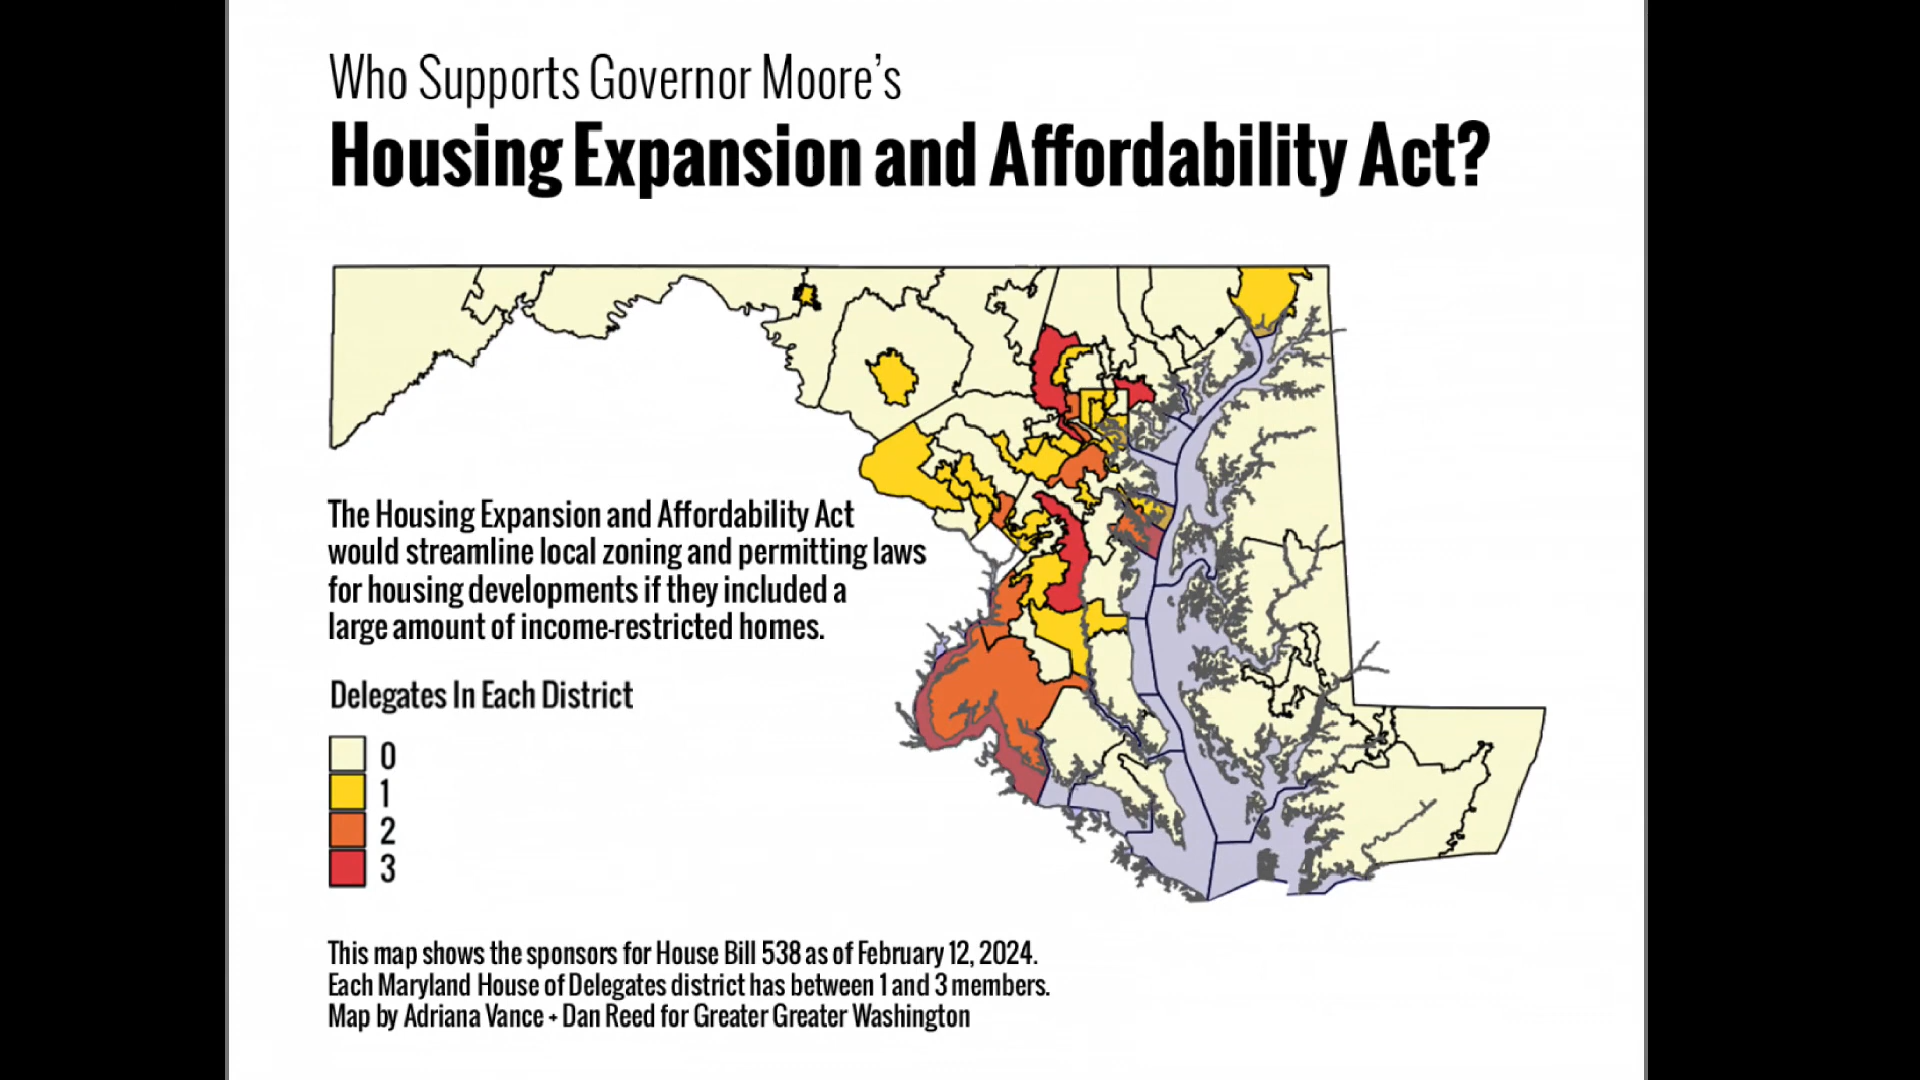 Who Supports Governor Moore's
Housing Expansion and Affordability Act?
The Housing Expansion and Affordability Act
would streamline local zoning and permitting laws
for housing developments if they included a
large amount of income-restricted homes.
Delegates In Each District
0
1
2
3
This map shows the sponsors for House Bill 538 as of February 12, 2024.
Each Maryland House of Delegates district has between 1 and 3 members.
Map by Adriana Vance + Dan Reed for Greater Greater Washington